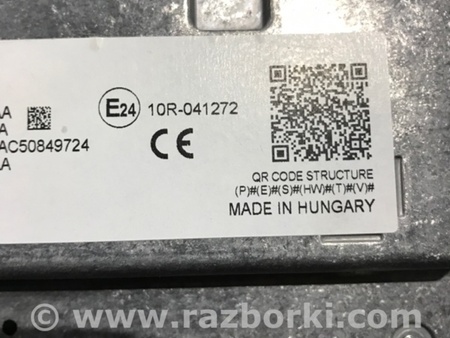 E24 10R-041272
AC50849724
CE
QR CODE STRUCTURE
(P)#(E)#(S)#(HW)#(T)#(V)#
MADE IN HUNGARY
www.razborki.com